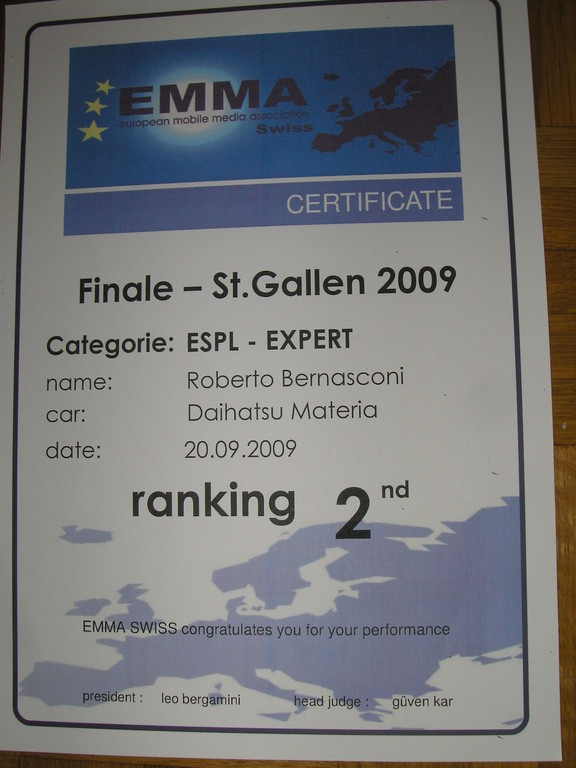 EMMA
european mobile media association
Swiss
CERTIFICATE
Finale – St.Gallen 2009
Categorie: ESPL - EXPERT
name: Roberto Bernasconi
car: Daihatsu Materia
date: 20.09.2009
ranking 2nd
EMMA SWISS congratulates you for your performance
president : leo bergamini head judge : güven kar